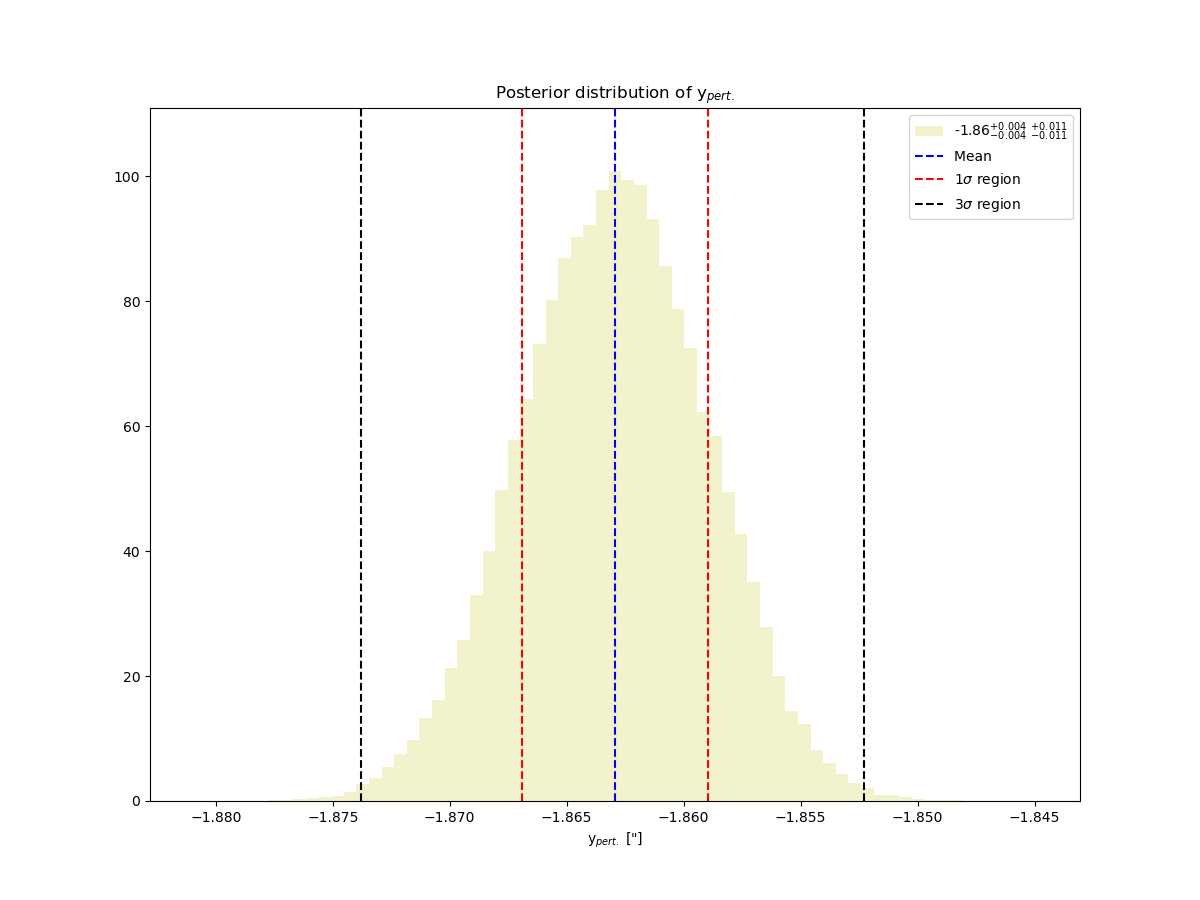 Posterior distribution of y_pert.
-1.86^{+0.004}_{-0.004} ^{+0.011}_{-0.011}
Mean
1σ region
3σ region
100
80
60
40
20
0
−1.880 −1.875 −1.870 −1.865 −1.860 −1.855 −1.850 −1.845
y_pert. ["]